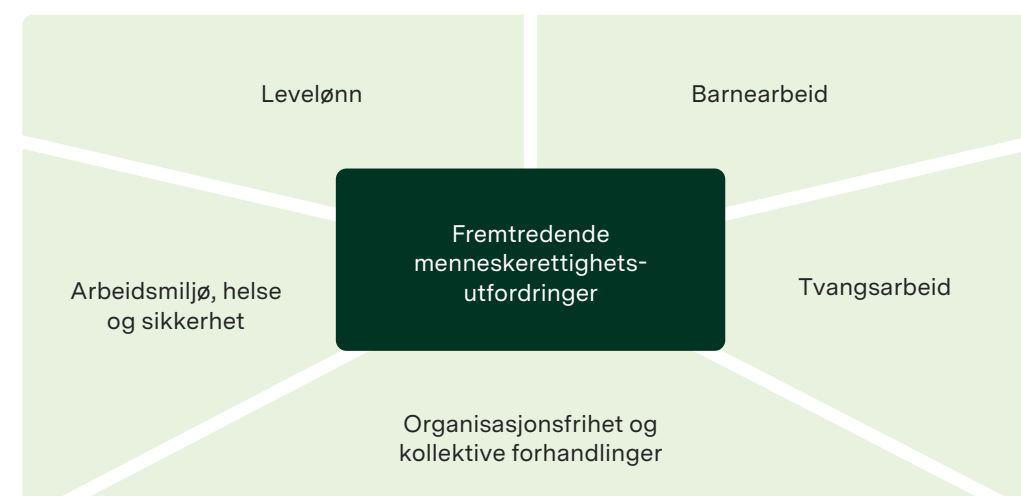 Levelønn
Barnearbeid
Fremtredende
menneskerettighets-
utfordringer
Arbeidsmiljø, helse
og sikkerhet
Tvangsarbeid
Organisasjonsfrihet og
kollektive forhandlinger